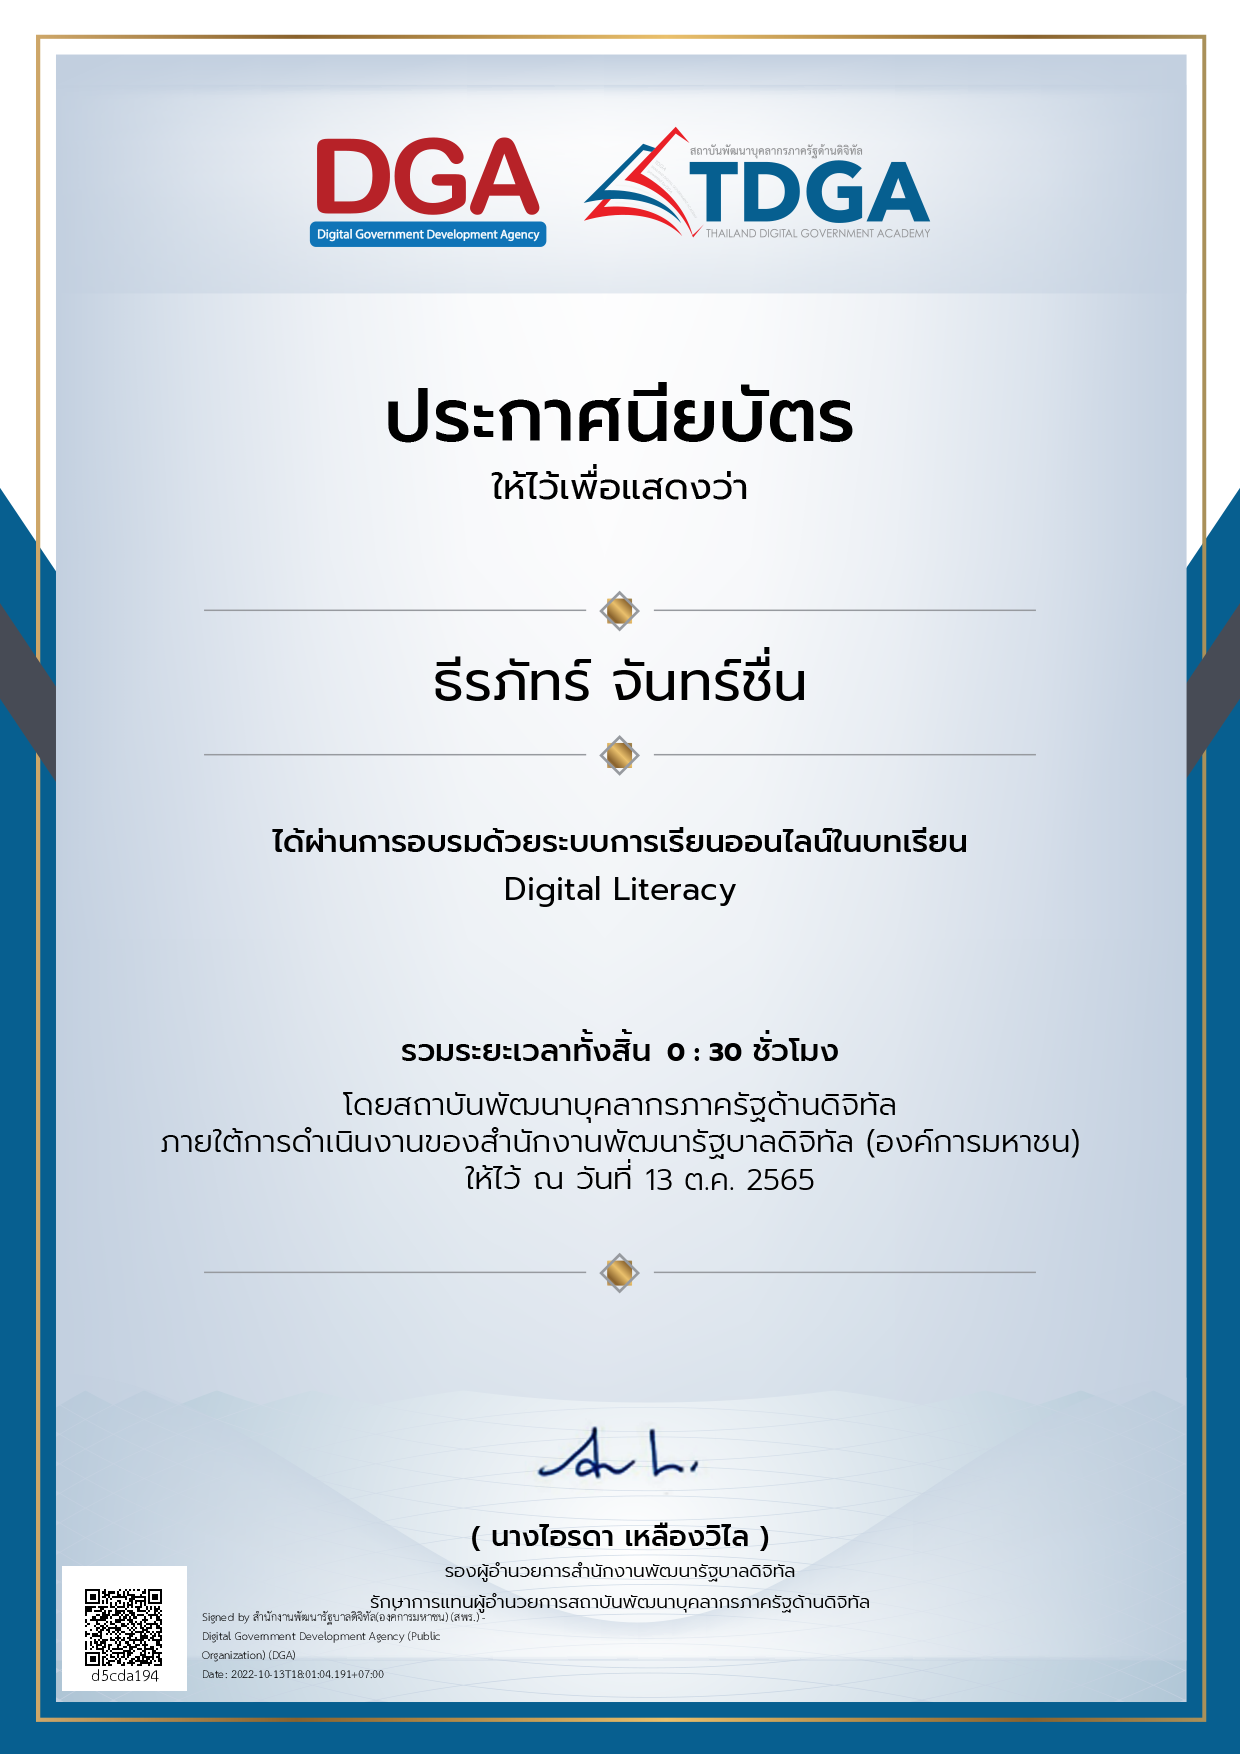 DGA
Digital Government Development Agency
สถาบันพัฒนาบุคลากรภาครัฐด้านดิจิทัล
TDGA
THAILAND DIGITAL GOVERNMENT ACADEMY
ประกาศนียบัตร
ให้ไว้เพื่อแสดงว่า
ธีรภัทร์ จันทร์ชื่น
ได้ผ่านการอบรมด้วยระบบการเรียนออนไลน์ในบทเรียน
Digital Literacy
รวมระยะเวลาทั้งสิ้น 0 : 30 ชั่วโมง
โดยสถาบันพัฒนาบุคลากรภาครัฐด้านดิจิทัล
ภายใต้การดำเนินงานของสำนักงานพัฒนารัฐบาลดิจิทัล (องค์การมหาชน)
ให้ไว้ ณ วันที่ 13 ต.ค. 2565
( นางไอรดา เหลืองวิไล )
รองผู้อำนวยการสำนักงานพัฒนารัฐบาลดิจิทัล
รักษาการแทนผู้อำนวยการสถาบันพัฒนาบุคลากรภาครัฐด้านดิจิทัล
Signed by สำนักงานพัฒนารัฐบาลดิจิทัล(องค์การมหาชน) (สพร.) -
Digital Government Development Agency (Public
Organization) (DGA)
Date: 2022-10-13T18:01:04.191+07:00
d5cda194